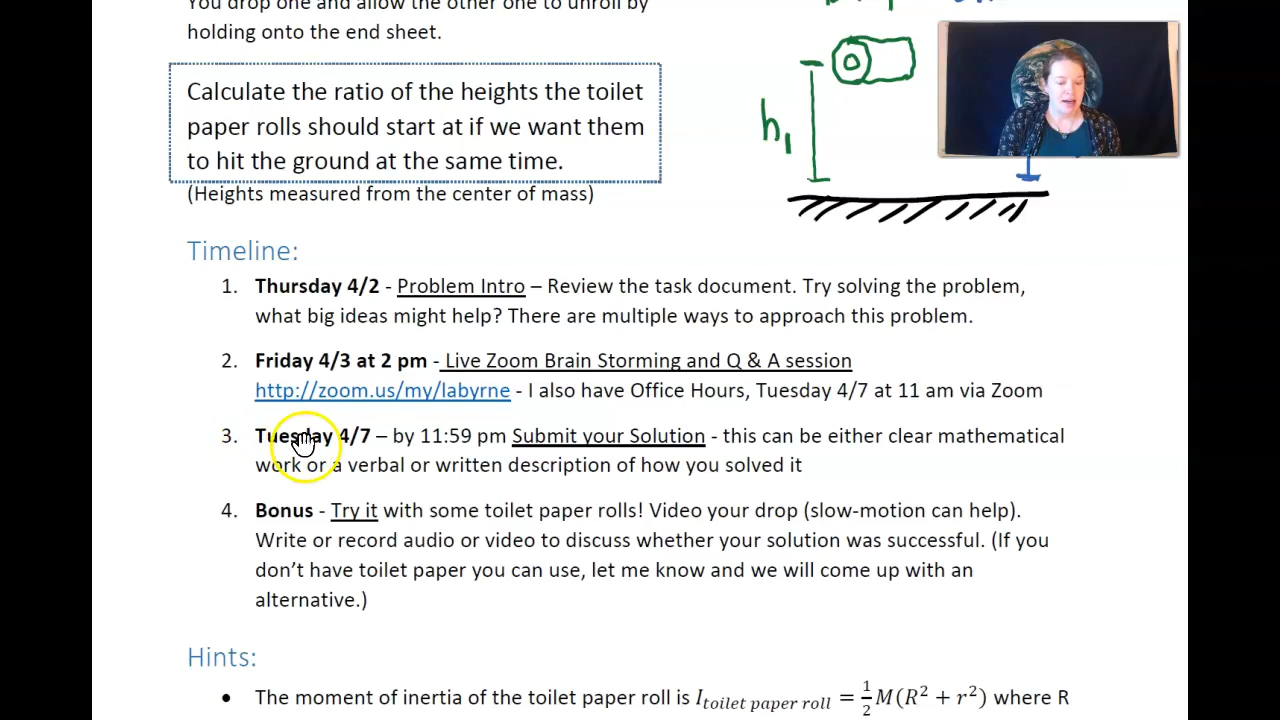 You drop one and allow the other one to unroll by
holding onto the end sheet.
Calculate the ratio of the heights the toilet
paper rolls should start at if we want them
to hit the ground at the same time.
(Heights measured from the center of mass)
h₁
Timeline:
1. Thursday 4/2 - Problem Intro – Review the task document. Try solving the problem,
what big ideas might help? There are multiple ways to approach this problem.
2. Friday 4/3 at 2 pm - Live Zoom Brain Storming and Q & A session
http://zoom.us/my/labyrne - I also have Office Hours, Tuesday 4/7 at 11 am via Zoom
3. Tuesday 4/7 – by 11:59 pm Submit your Solution - this can be either clear mathematical
work or a verbal or written description of how you solved it
4. Bonus - Try it with some toilet paper rolls! Video your drop (slow-motion can help).
Write or record audio or video to discuss whether your solution was successful. (If you
don’t have toilet paper you can use, let me know and we will come up with an
alternative.)
Hints:
• The moment of inertia of the toilet paper roll is I_toilet paper roll = ½M(R² + r²) where R